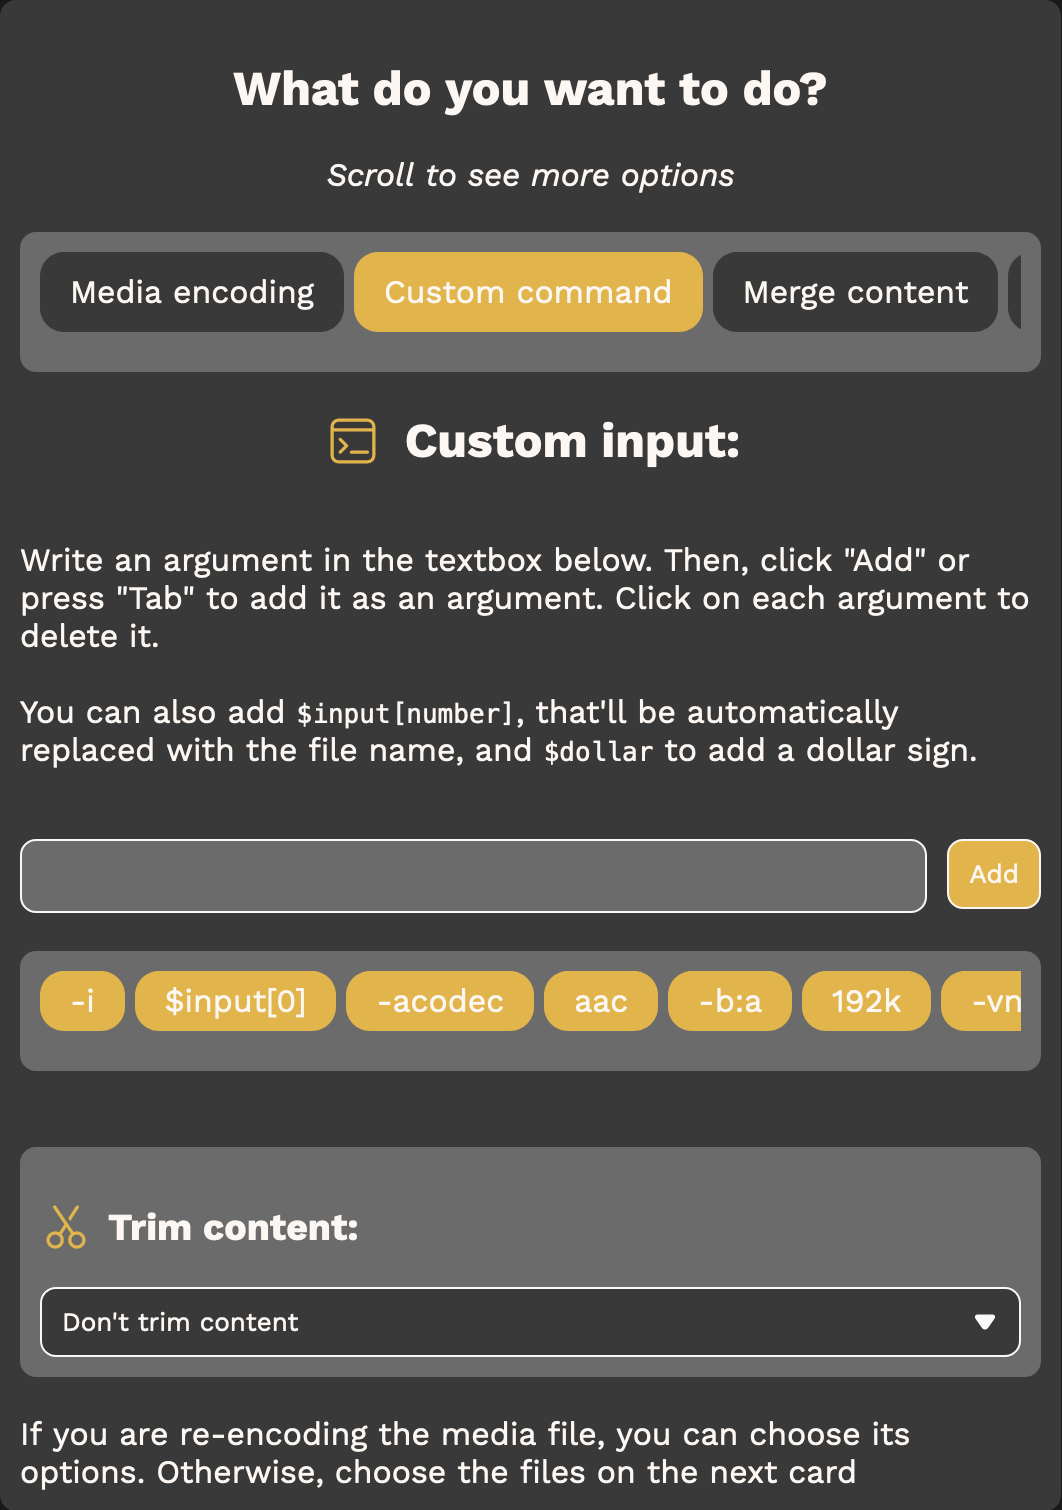 What do you want to do?
Scroll to see more options
Media encoding
Custom command
Merge content
Custom input:
Write an argument in the textbox below. Then, click "Add" or
press "Tab" to add it as an argument. Click on each argument to
delete it.
You can also add $input[number], that'll be automatically
replaced with the file name, and $dollar to add a dollar sign.
Add
-i
$input[0]
-acodec
aac
-b:a
192k
-vn
Trim content:
Don't trim content
If you are re-encoding the media file, you can choose its
options. Otherwise, choose the files on the next card